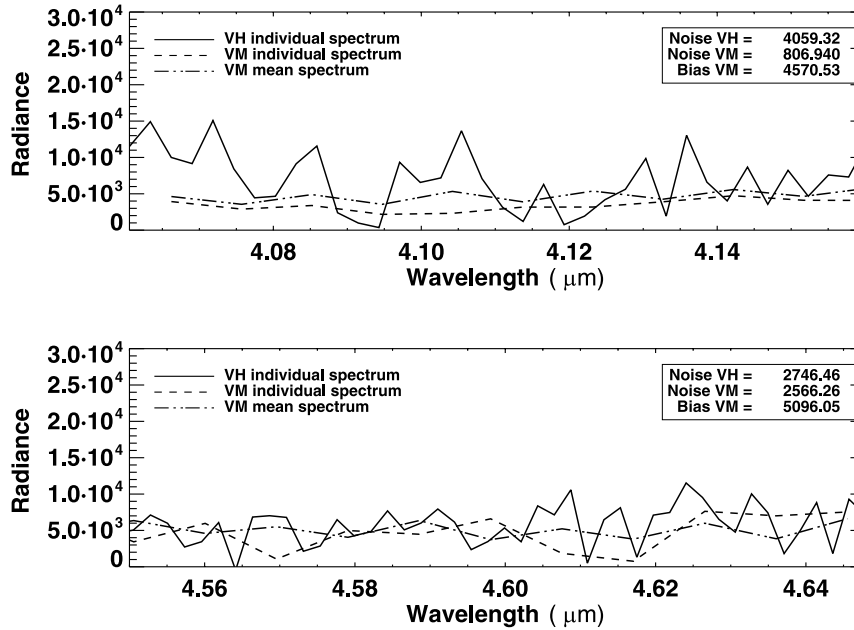 3.0·10⁴
2.5·10⁴
2.0·10⁴
1.5·10⁴
1.0·10⁴
5.0·10³
0
Radiance
VH individual spectrum
VM individual spectrum
VM mean spectrum
Noise VH = 4059.32
Noise VM = 806.940
Bias VM = 4570.53
4.08 4.10 4.12 4.14
Wavelength ( μm)
3.0·10⁴
2.5·10⁴
2.0·10⁴
1.5·10⁴
1.0·10⁴
5.0·10³
0
Radiance
VH individual spectrum
VM individual spectrum
VM mean spectrum
Noise VH = 2746.46
Noise VM = 2566.26
Bias VM = 5096.05
4.56 4.58 4.60 4.62 4.64
Wavelength ( μm)